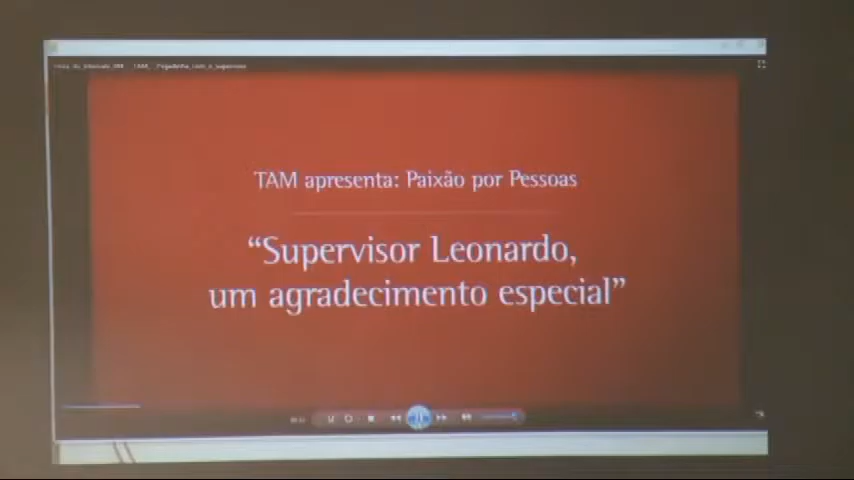 TAM apresenta: Paixão por Pessoas
“Supervisor Leonardo,
um agradecimento especial”